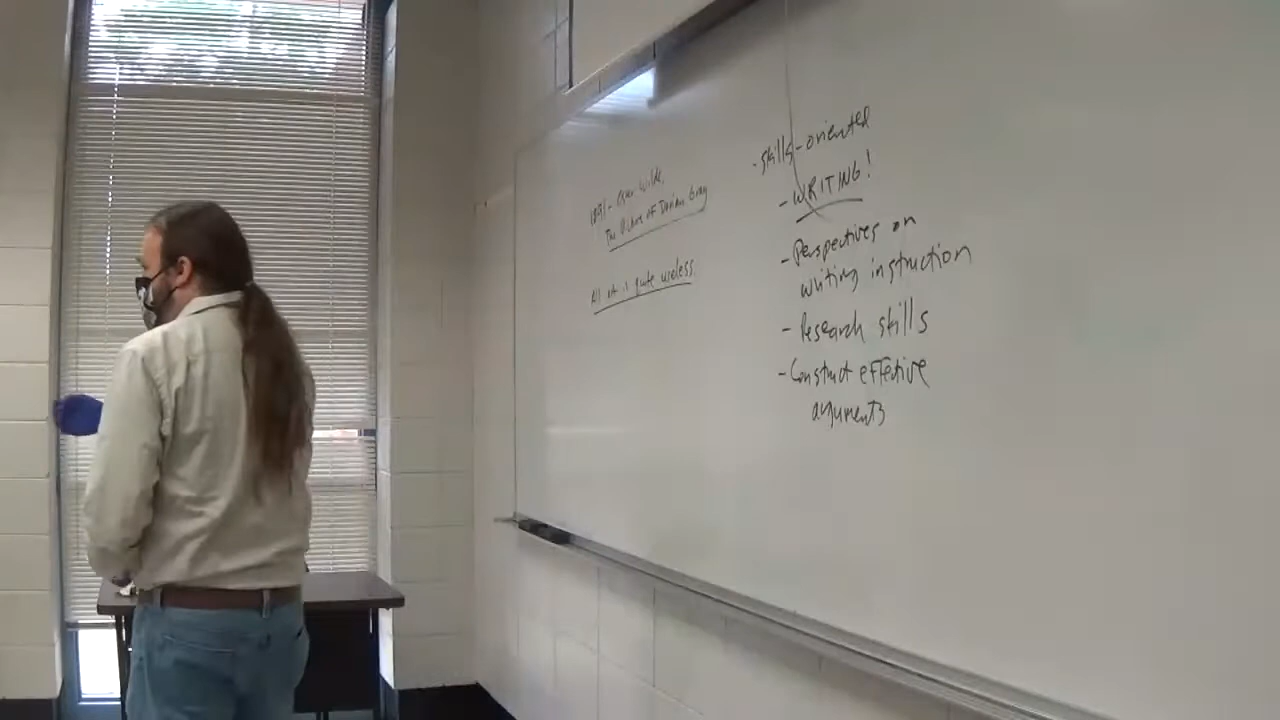 1891 - Oscar Wilde,
The Picture of Dorian Gray
All art is quite useless
- skills-oriented
- WRITING!
- Perspectives on
writing instruction
- Research skills
- Construct effective
arguments